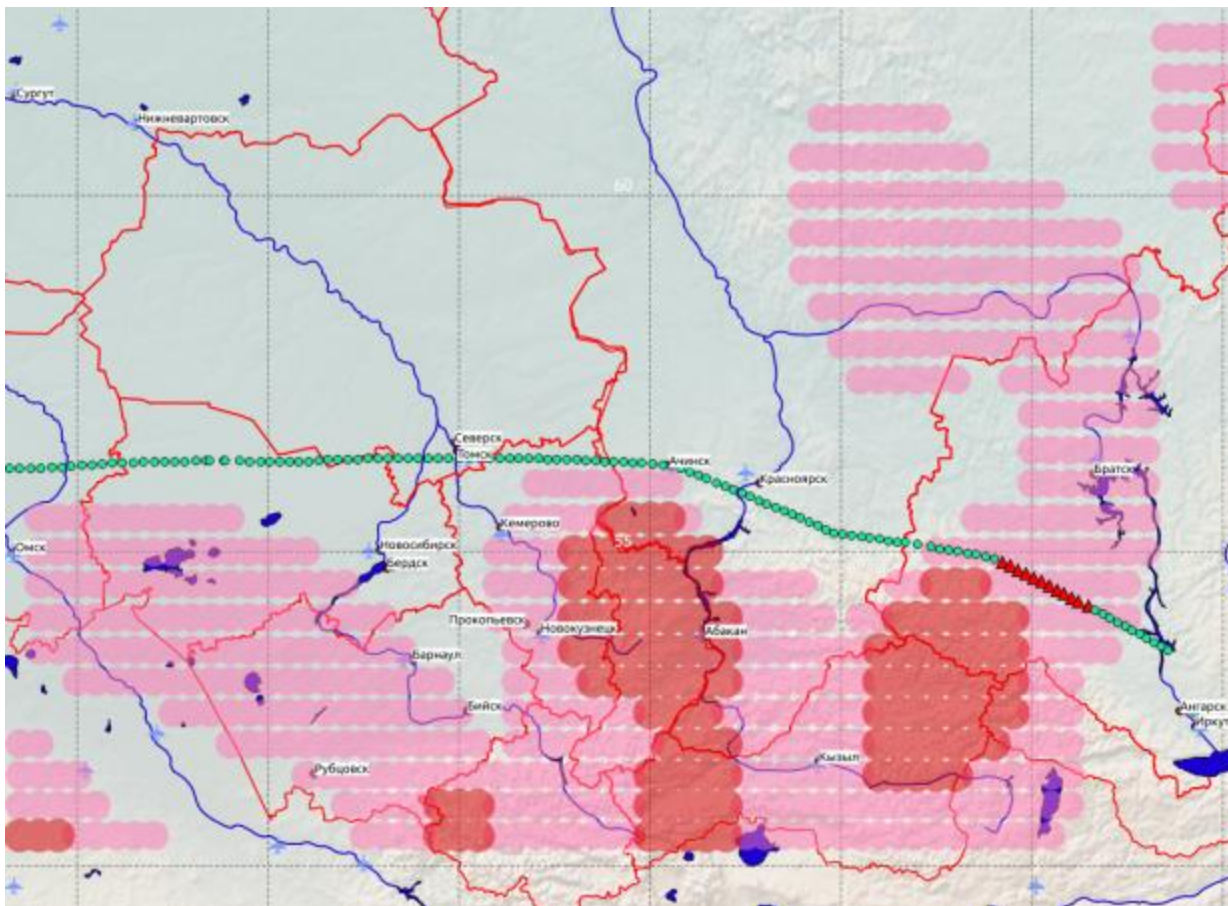 Сургут
Нижневартовск
60
Северск
Томск
Ачинск
Красноярск
Братск
Кемерово
55
Омск
Новосибирск
Бердск
Прокопьевск
Новокузнецк
Абакан
Барнаул
Бийск
Ангарск
Иркут
Кызыл
Рубцовск